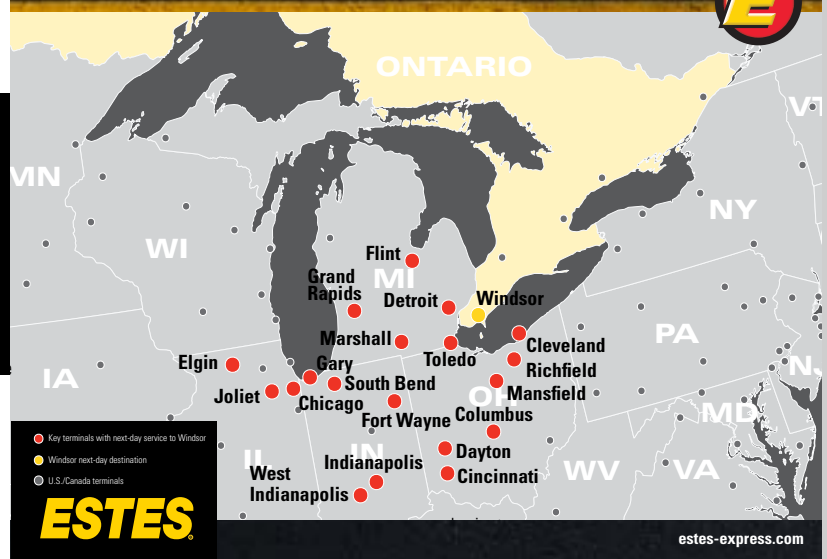 E
ONTARIO
VT
MN
NY
WI
Flint
MI
Grand
Rapids
Detroit
Windsor
Marshall
Toledo
Cleveland
PA
Elgin
Gary
Richfield
IA
South Bend
Mansfield
NJ
Joliet
Chicago
OH
Fort Wayne
Columbus
MD
Key terminals with next-day service to Windsor
Windsor next-day destination
U.S./Canada terminals
IL
IN
Dayton
Indianapolis
Cincinnati
WV
VA
West
Indianapolis
ESTES
estes-express.com